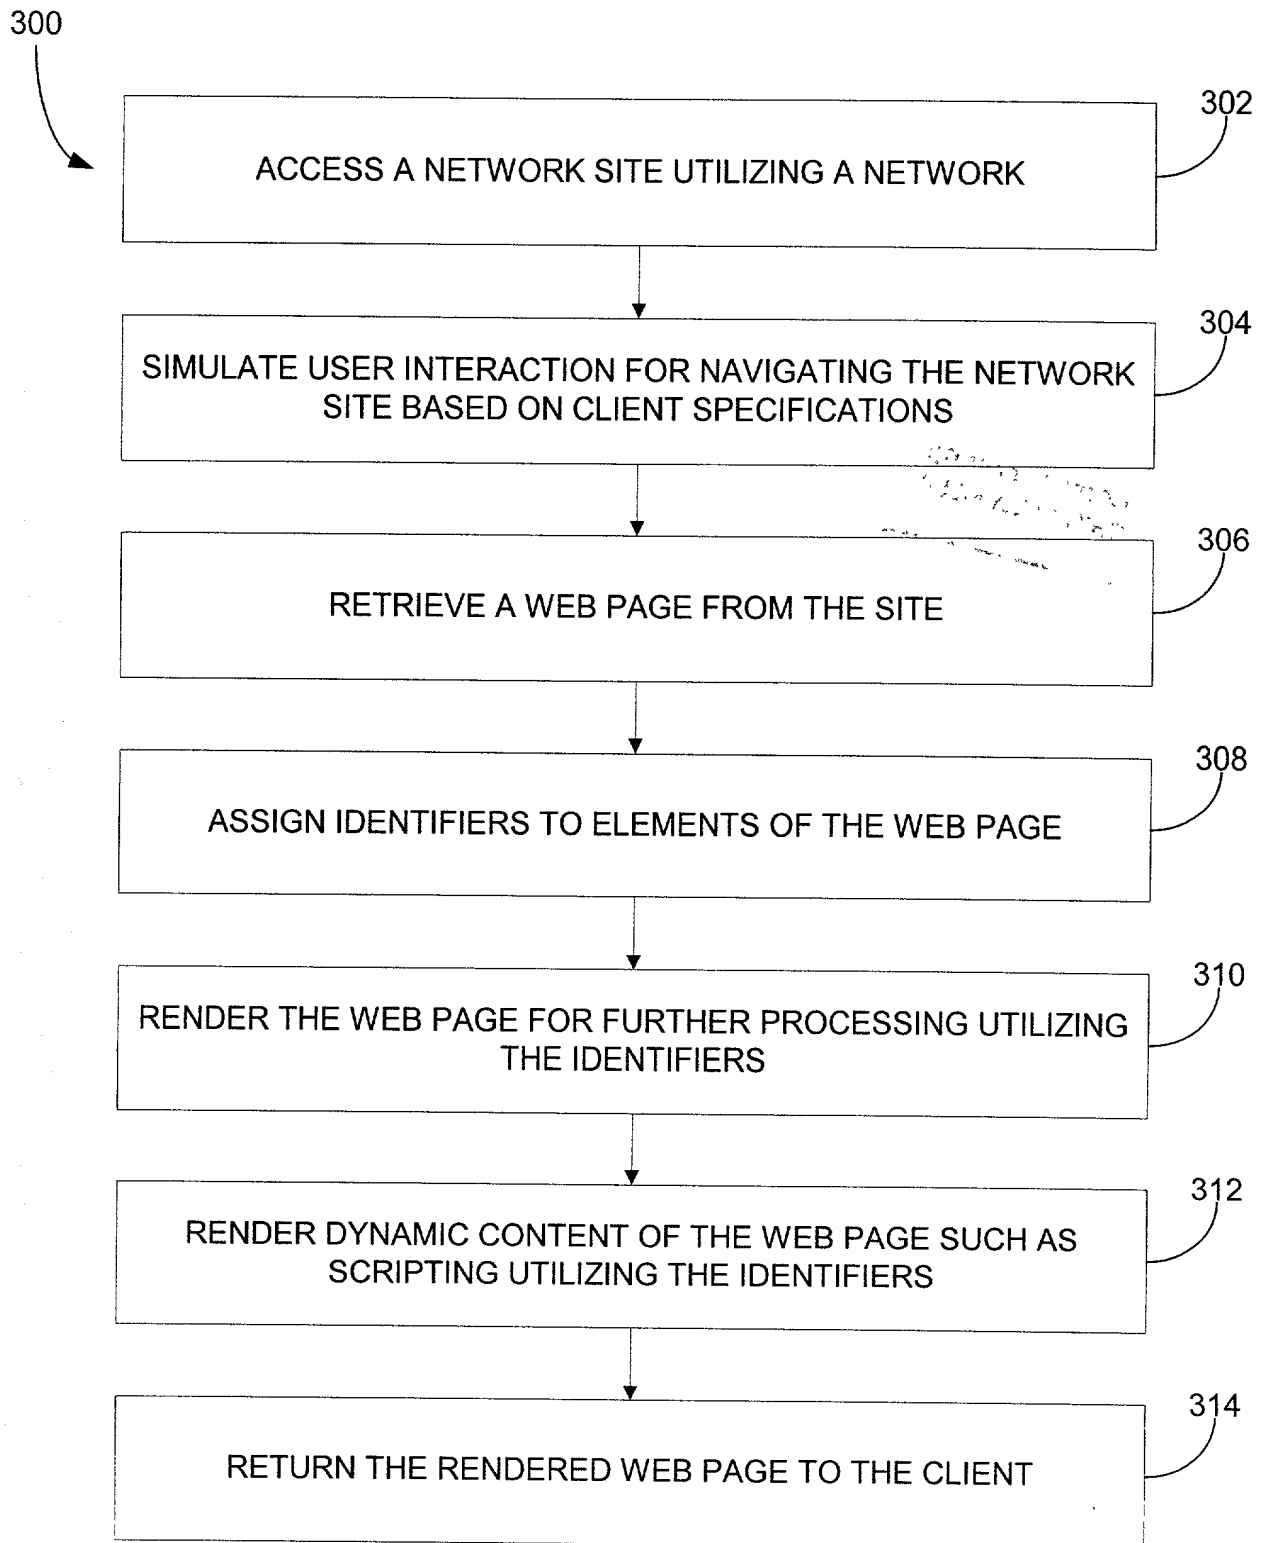 300
302
ACCESS A NETWORK SITE UTILIZING A NETWORK
304
SIMULATE USER INTERACTION FOR NAVIGATING THE NETWORK
SITE BASED ON CLIENT SPECIFICATIONS
306
RETRIEVE A WEB PAGE FROM THE SITE
308
ASSIGN IDENTIFIERS TO ELEMENTS OF THE WEB PAGE
310
RENDER THE WEB PAGE FOR FURTHER PROCESSING UTILIZING
THE IDENTIFIERS
312
RENDER DYNAMIC CONTENT OF THE WEB PAGE SUCH AS
SCRIPTING UTILIZING THE IDENTIFIERS
314
RETURN THE RENDERED WEB PAGE TO THE CLIENT